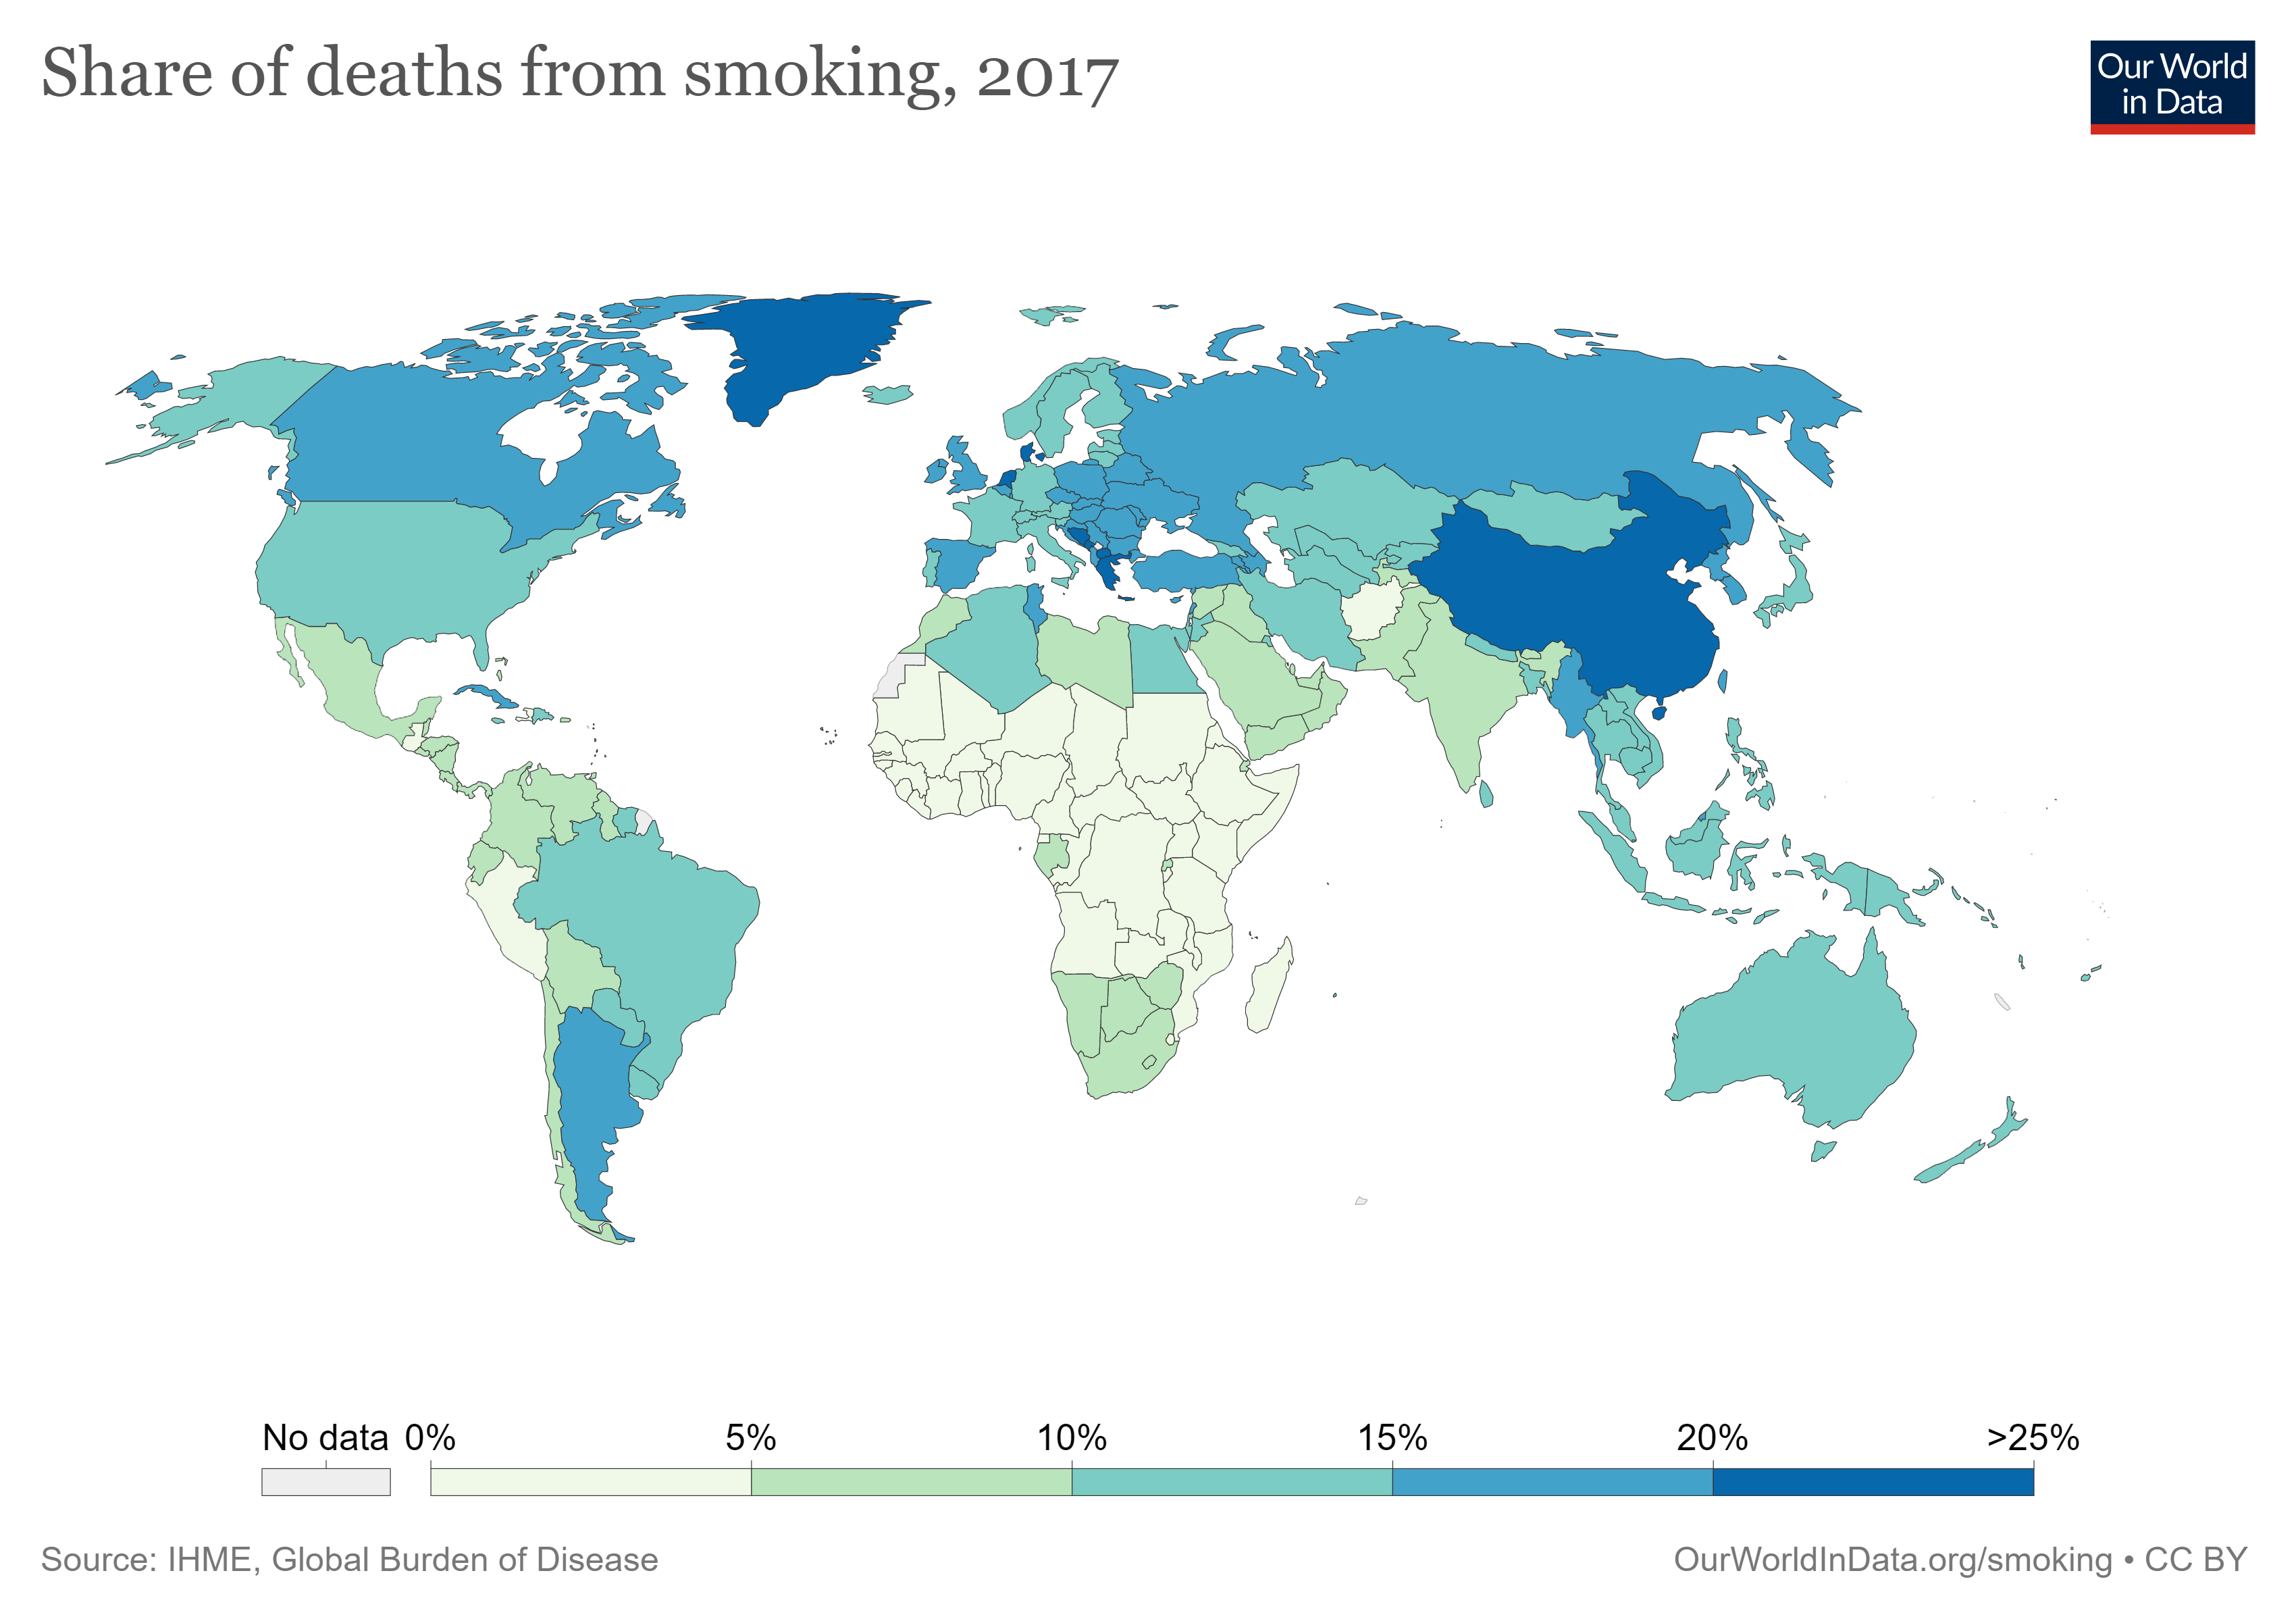 Share of deaths from smoking, 2017
Our World
in Data
No data 0% 5% 10% 15% 20% >25%
Source: IHME, Global Burden of Disease
OurWorldInData.org/smoking • CC BY